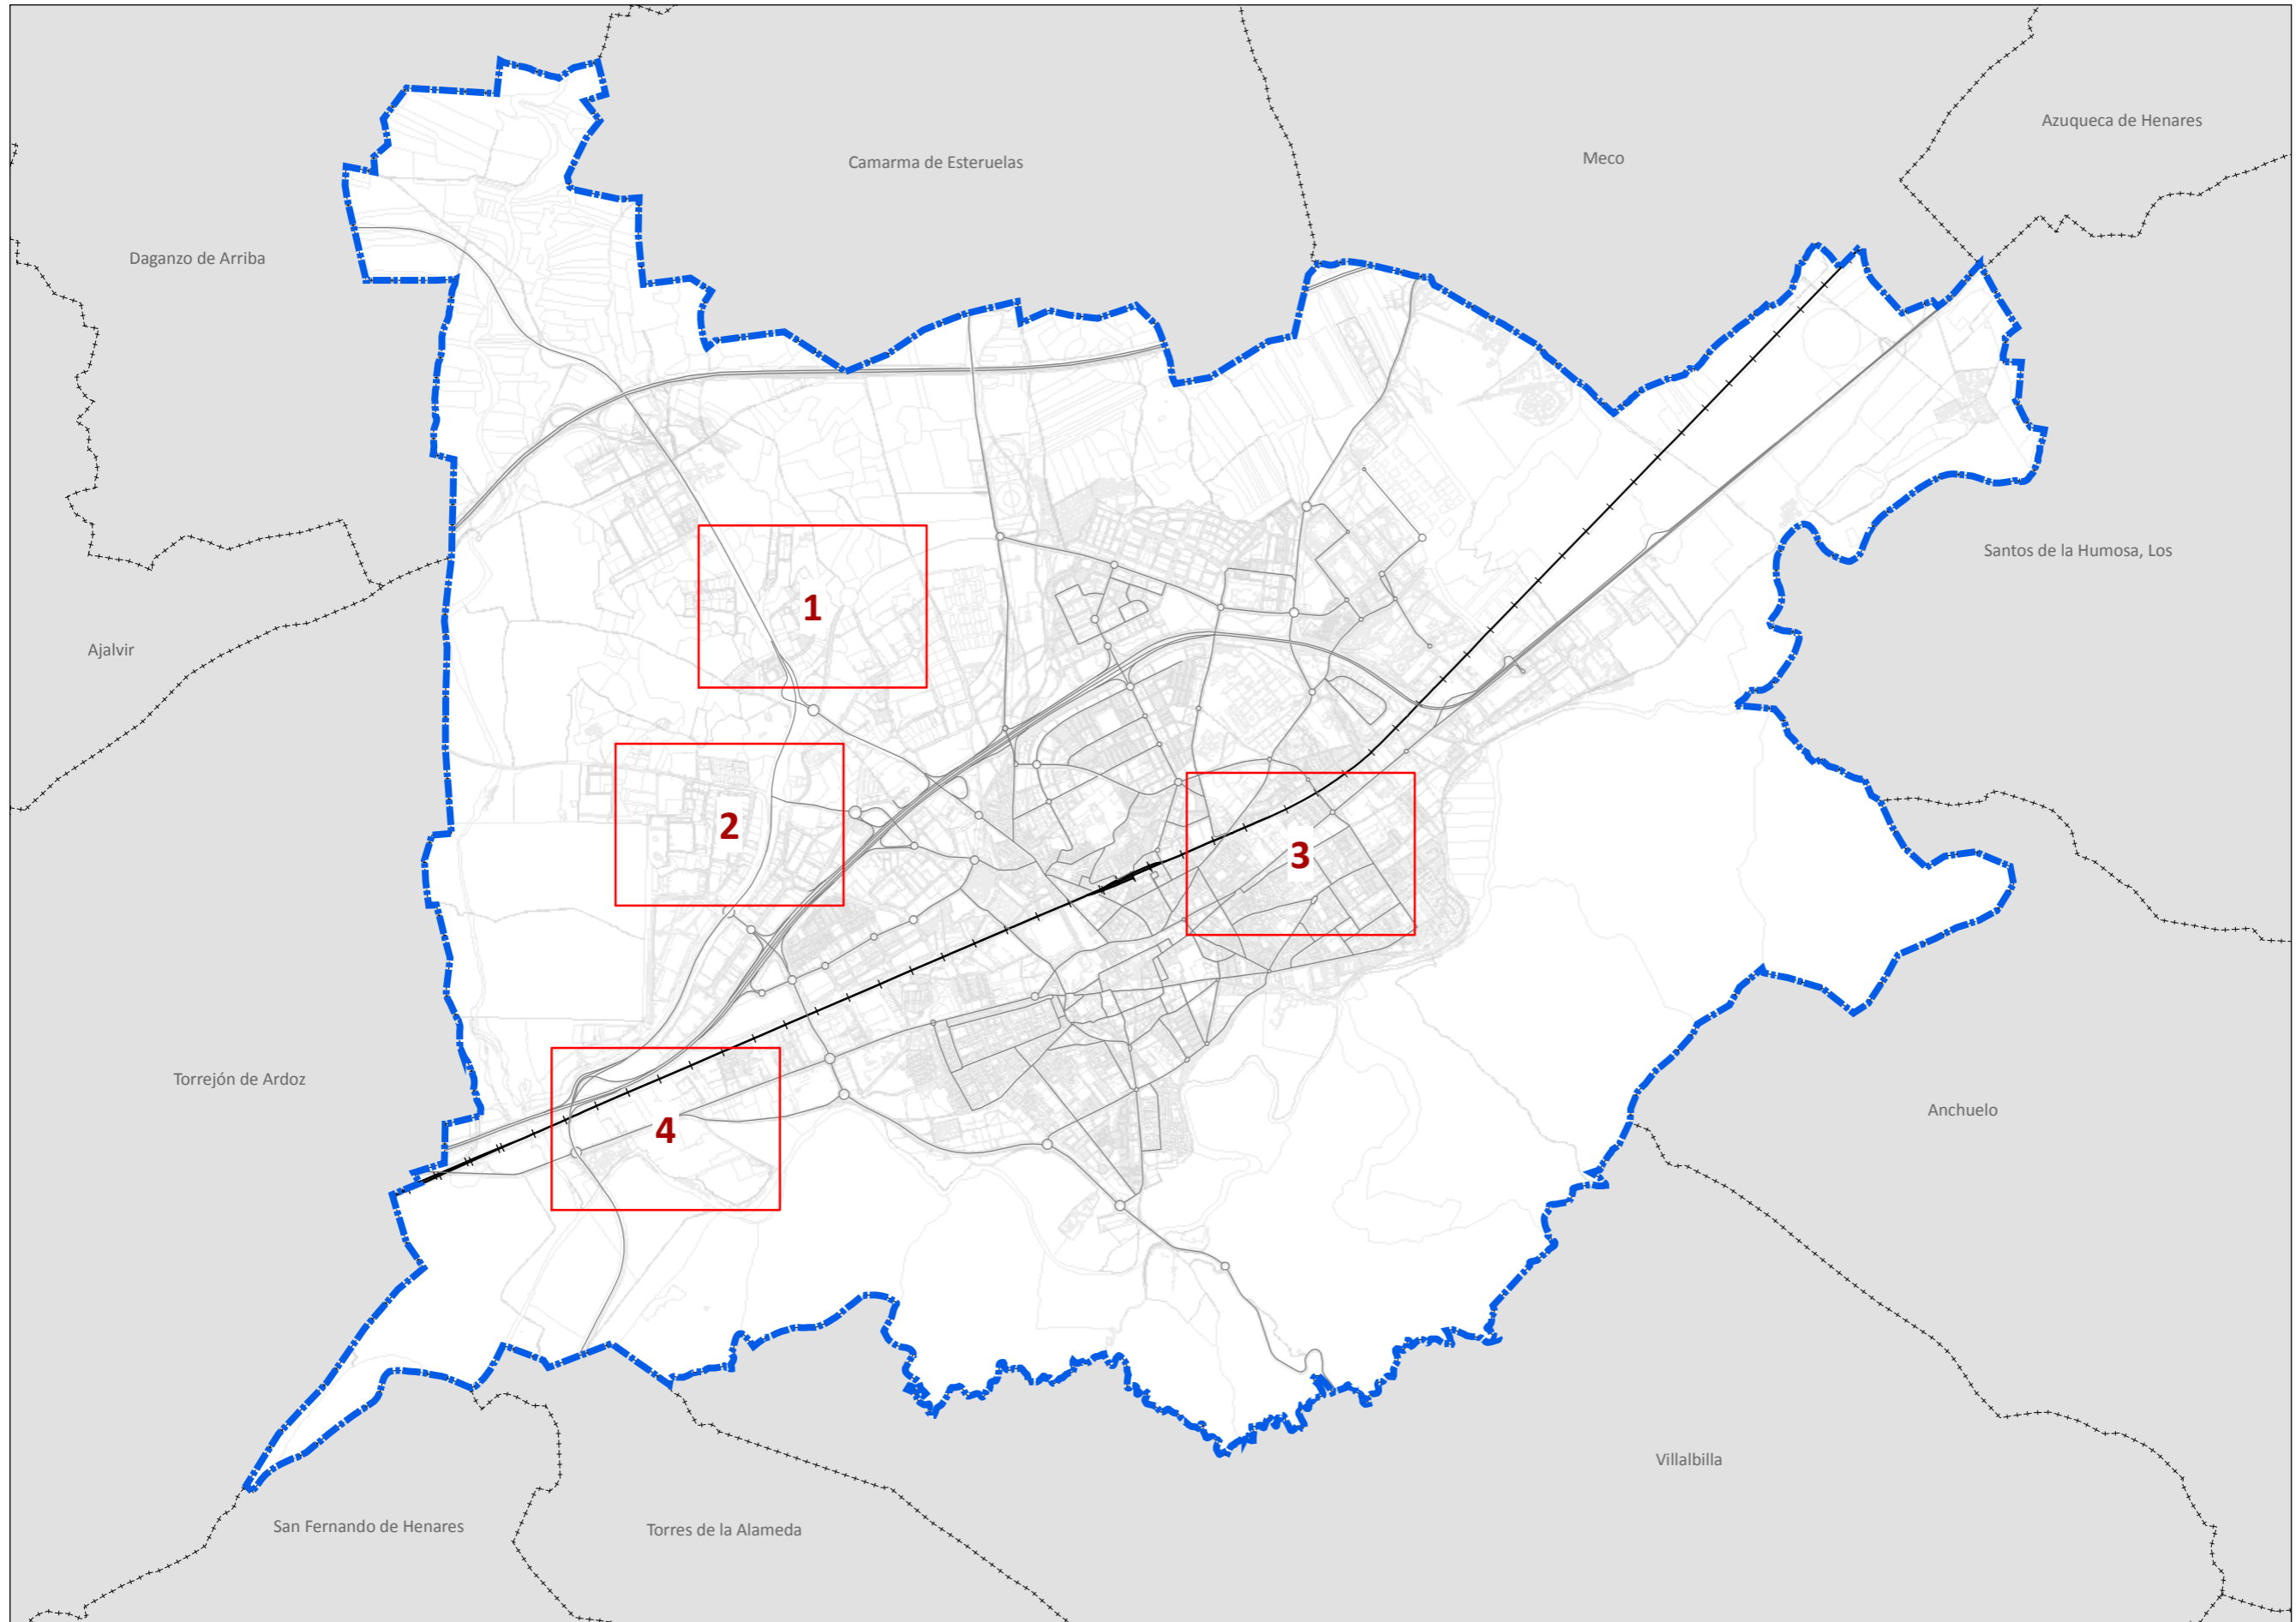 Azuqueca de Henares
Camarma de Esteruelas
Meco
Daganzo de Arriba
Santos de la Humosa, Los
1
Ajalvir
2
3
Torrejón de Ardoz
4
Anchuelo
Villalbilla
San Fernando de Henares
Torres de la Alameda